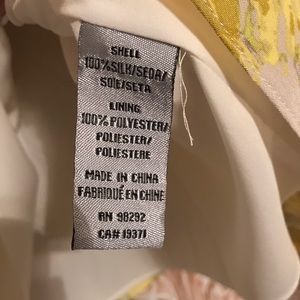 SHELL
100% SILK/SEDA/
SOIE/SETA
LINING
100% POLYESTER/
POLIESTER/
POLIESTERE
MADE IN CHINA
FABRIQUÉ EN CHINE
RN 98292
CA# 19371